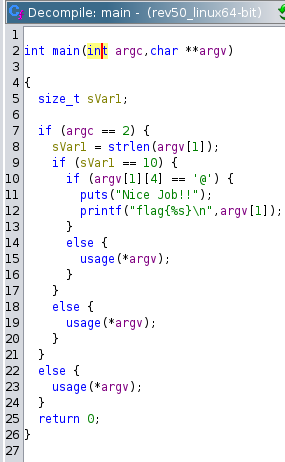 Decompile: main - (rev50_linux64-bit)
1
2 int main(int argc,char **argv)
3
4 {
5 size_t sVar1;
6
7 if (argc == 2) {
8 sVar1 = strlen(argv[1]);
9 if (sVar1 == 10) {
10 if (argv[1][4] == '@') {
11 puts("Nice Job!!");
12 printf("flag{%s}\n",argv[1]);
13 }
14 else {
15 usage(*argv);
16 }
17 }
18 else {
19 usage(*argv);
20 }
21 }
22 else {
23 usage(*argv);
24 }
25 return 0;
26 }
27